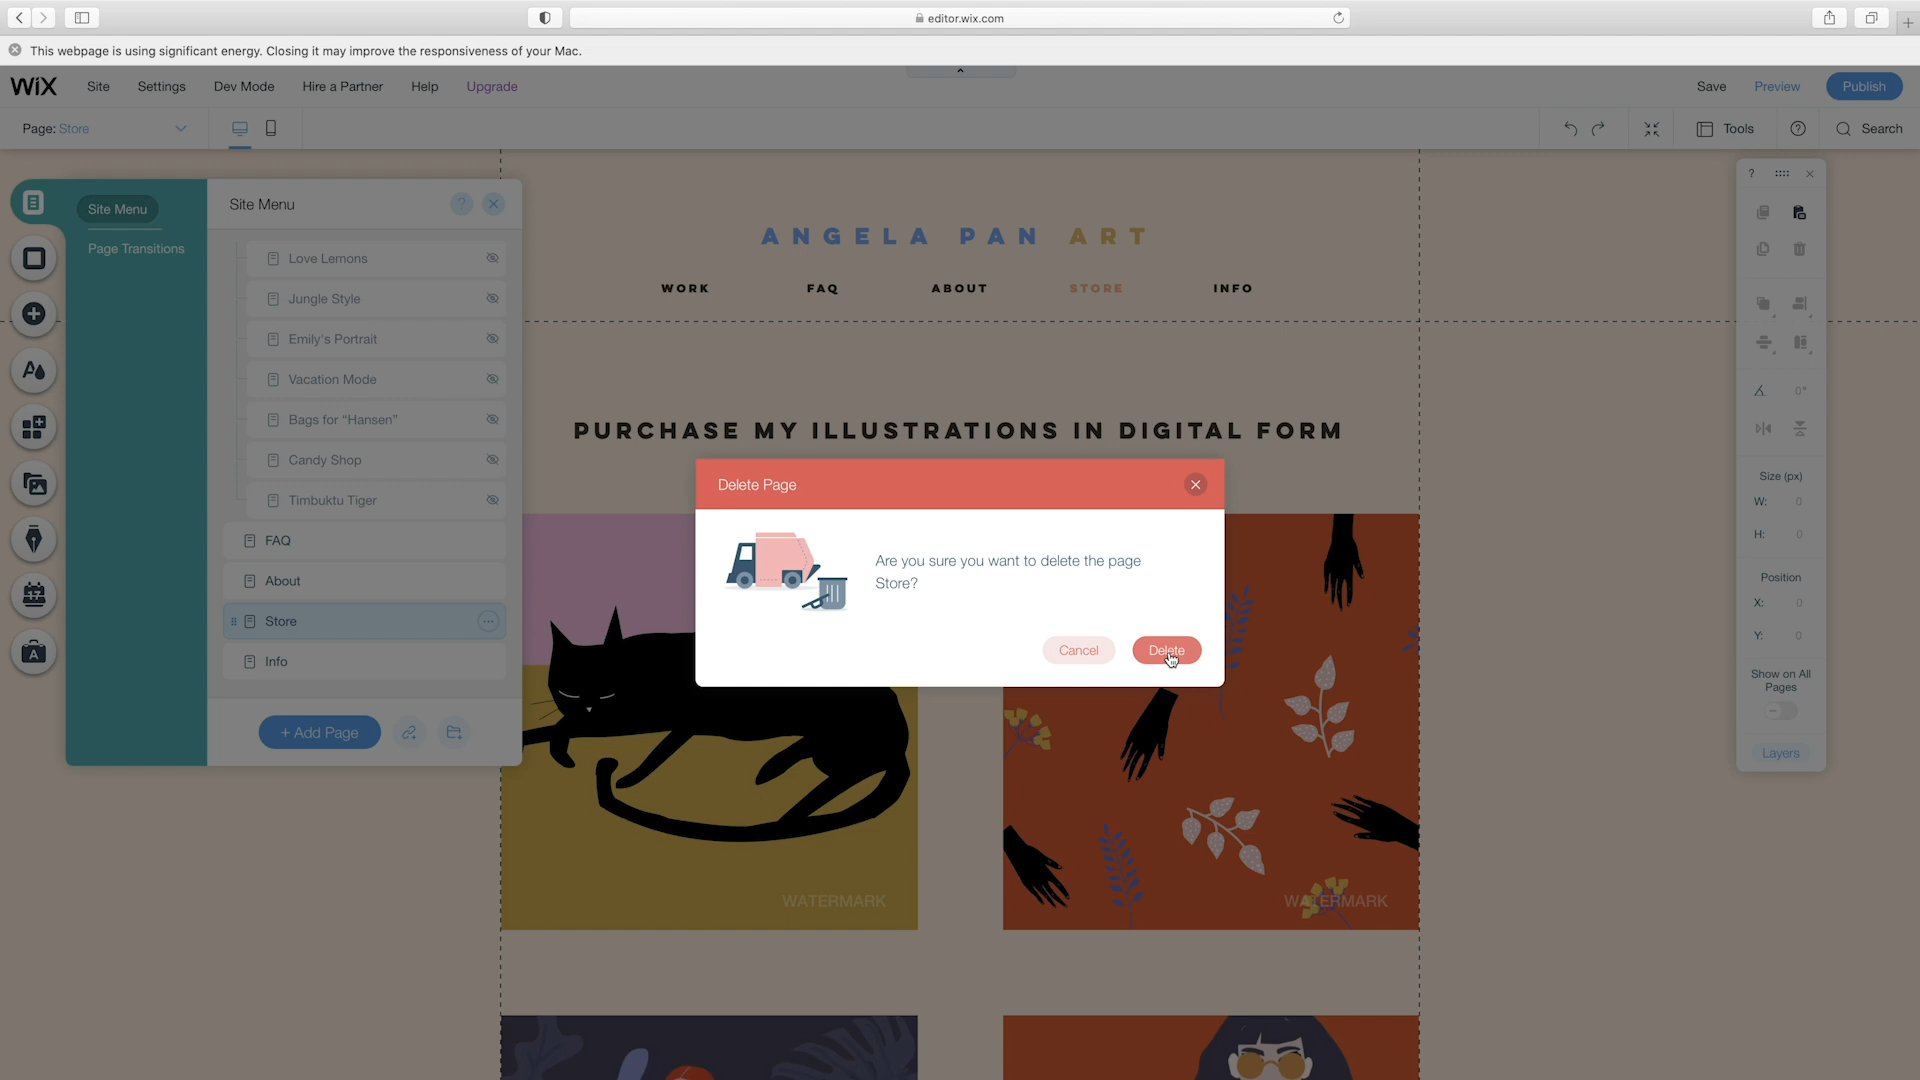 editor.wix.com
This webpage is using significant energy. Closing it may improve the responsiveness of your Mac.
WiX Site Settings Dev Mode Hire a Partner Help Upgrade Save Preview Publish
Page: Store Tools ? Search
Site Menu
Page Transitions
Site Menu ?
Love Lemons
Jungle Style
Emily's Portrait
Vacation Mode
Bags for “Hansen”
Candy Shop
Timbuktu Tiger
FAQ
About
Store
Info
+ Add Page
ANGELA PAN ART
WORK FAQ ABOUT STORE INFO
PURCHASE MY ILLUSTRATIONS IN DIGITAL FORM
Delete Page
Are you sure you want to delete the page
Store?
Cancel Delete
WATERMARK
WATERMARK
?
0°
Size (px)
W: 0
H: 0
Position
X: 0
Y: 0
Show on All
Pages
Layers